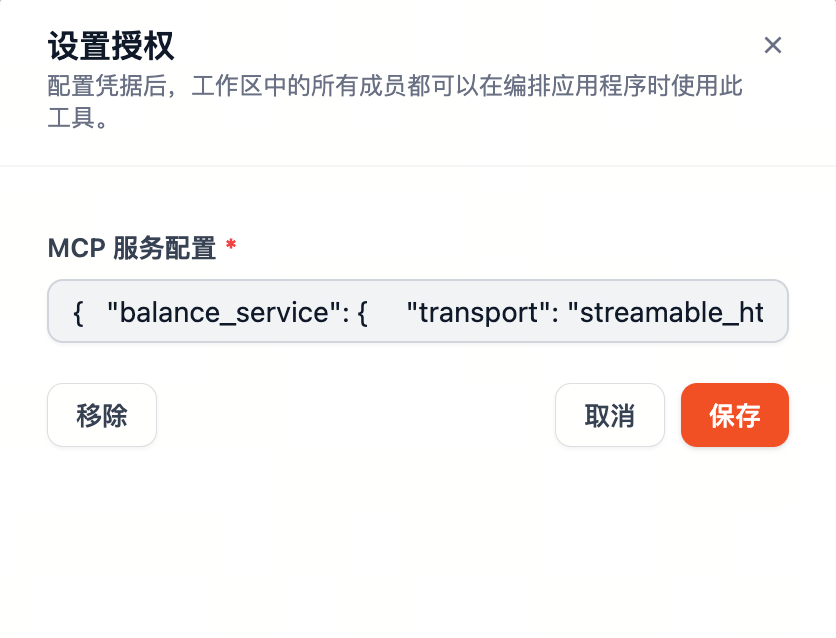 设置授权
配置凭据后，工作区中的所有成员都可以在编排应用程序时使用此
工具。
MCP 服务配置 *
{ "balance_service": { "transport": "streamable_ht
移除
取消
保存